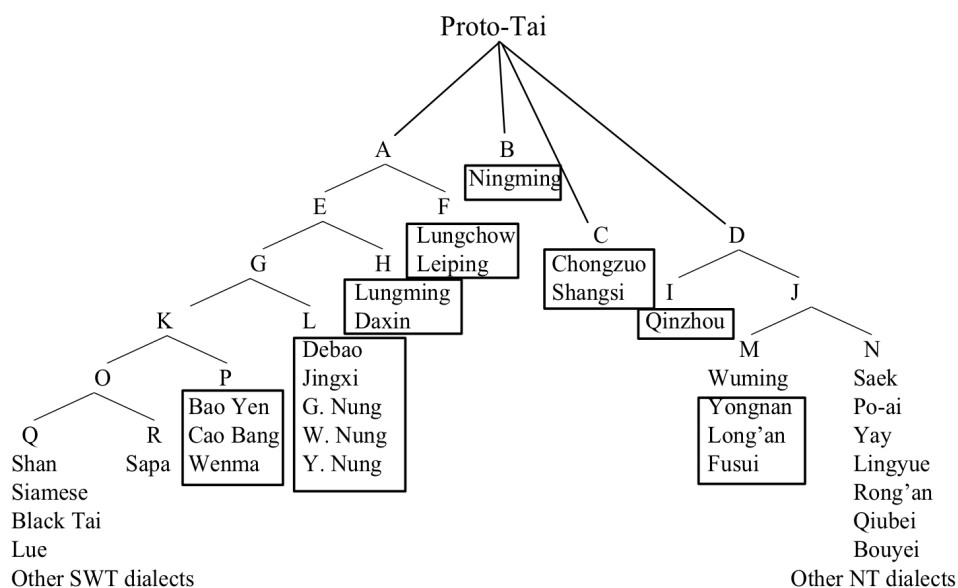 Proto-Tai
A
B
Ningming
E
F
C
D
Lungchow
Leiping
G
H
Chongzuo
Shangsi
I
J
Lungming
Daxin
K
L
Qinzhou
M
N
Debao
Jingxi
G. Nung
W. Nung
Y. Nung
O
P
Bao Yen
Cao Bang
Wenma
Wuming
Yongnan
Long'an
Fusui
Saek
Po-ai
Yay
Lingyue
Rong'an
Qiubei
Bouyei
Other NT dialects
Q
R
Shan
Siamese
Black Tai
Lue
Other SWT dialects
Sapa